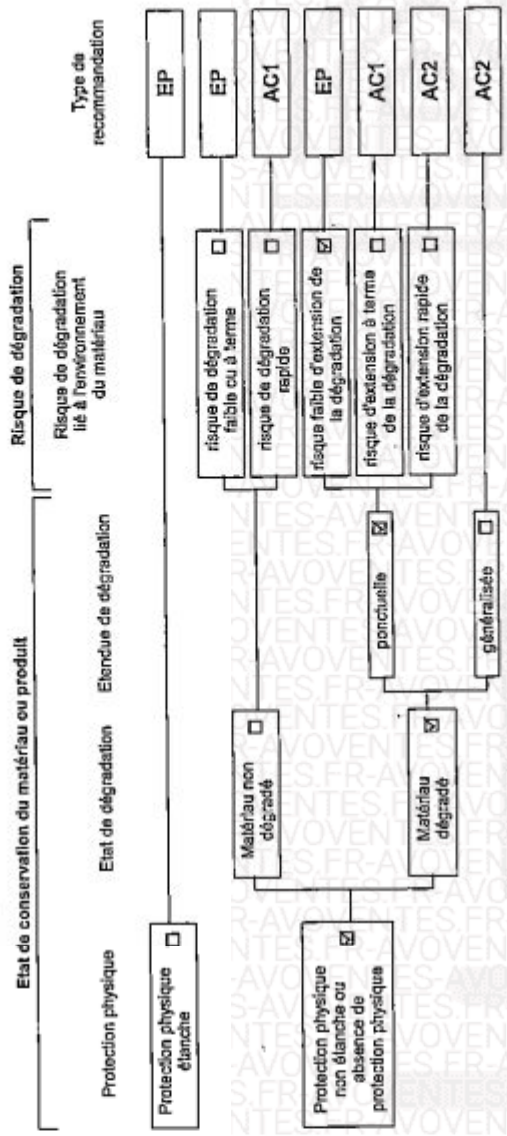 Etat de conservation du matériau ou produit
Risque de dégradation
Protection physique
Etat de dégradation
Etendue de dégradation
Risque de dégradation
lié à l'environnement
du matériau
Type de
recommandation
Protection physique
étanche
EP
Protection physique
non étanche ou
absence de
protection physique
Matériau non
dégradé
risque de dégradation
faible ou à terme
EP
risque de dégradation
rapide
AC1
Matériau
dégradé
ponctuelle
risque faible d'extension de
la dégradation
EP
risque d'extension à terme
de la dégradation
AC1
risque d'extension rapide
de la dégradation
AC2
généralisée
AC2